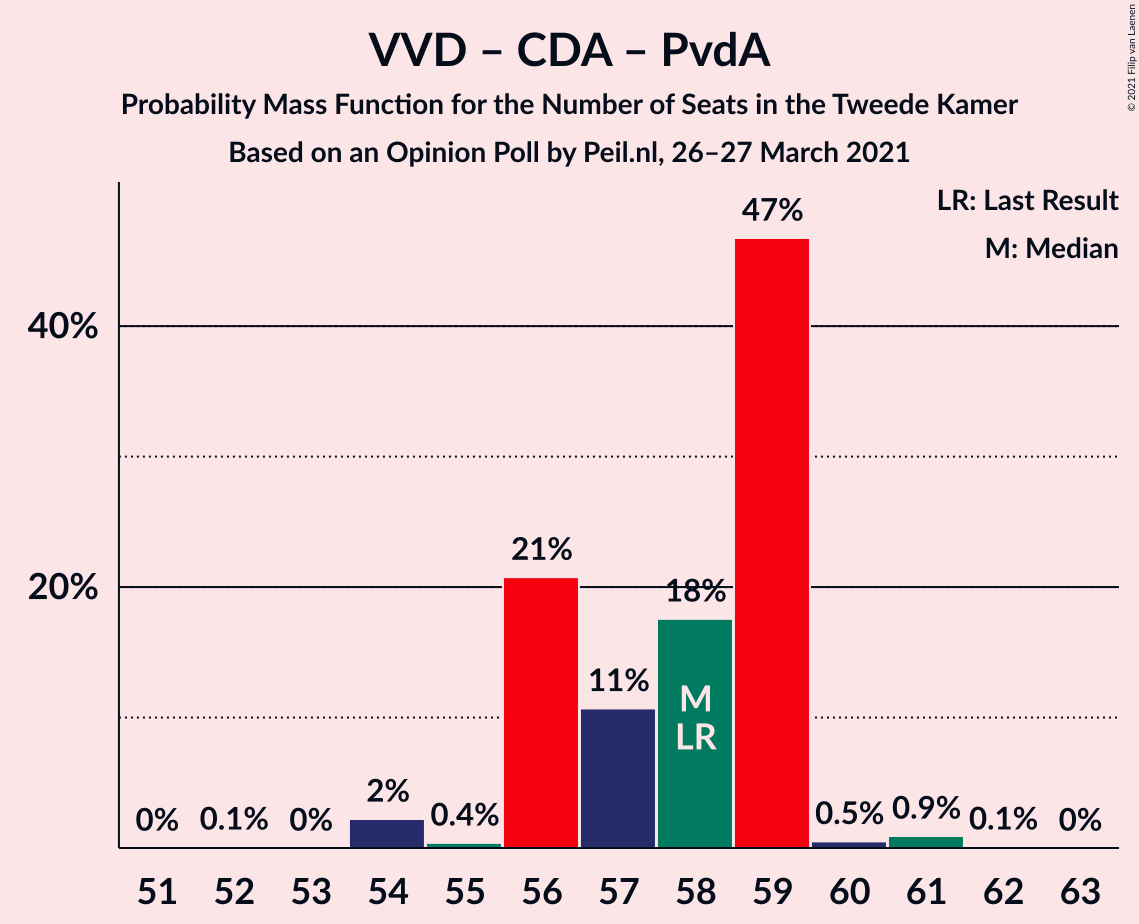 VVD – CDA – PvdA
Probability Mass Function for the Number of Seats in the Tweede Kamer
Based on an Opinion Poll by Peil.nl, 26–27 March 2021
© 2021 Filip van Laenen
LR: Last Result
M: Median
40%
20%
0%
0.1%
0%
2%
0.4%
21%
11%
18%
47%
0.5%
0.9%
0.1%
0%
M
LR
51 52 53 54 55 56 57 58 59 60 61 62 63